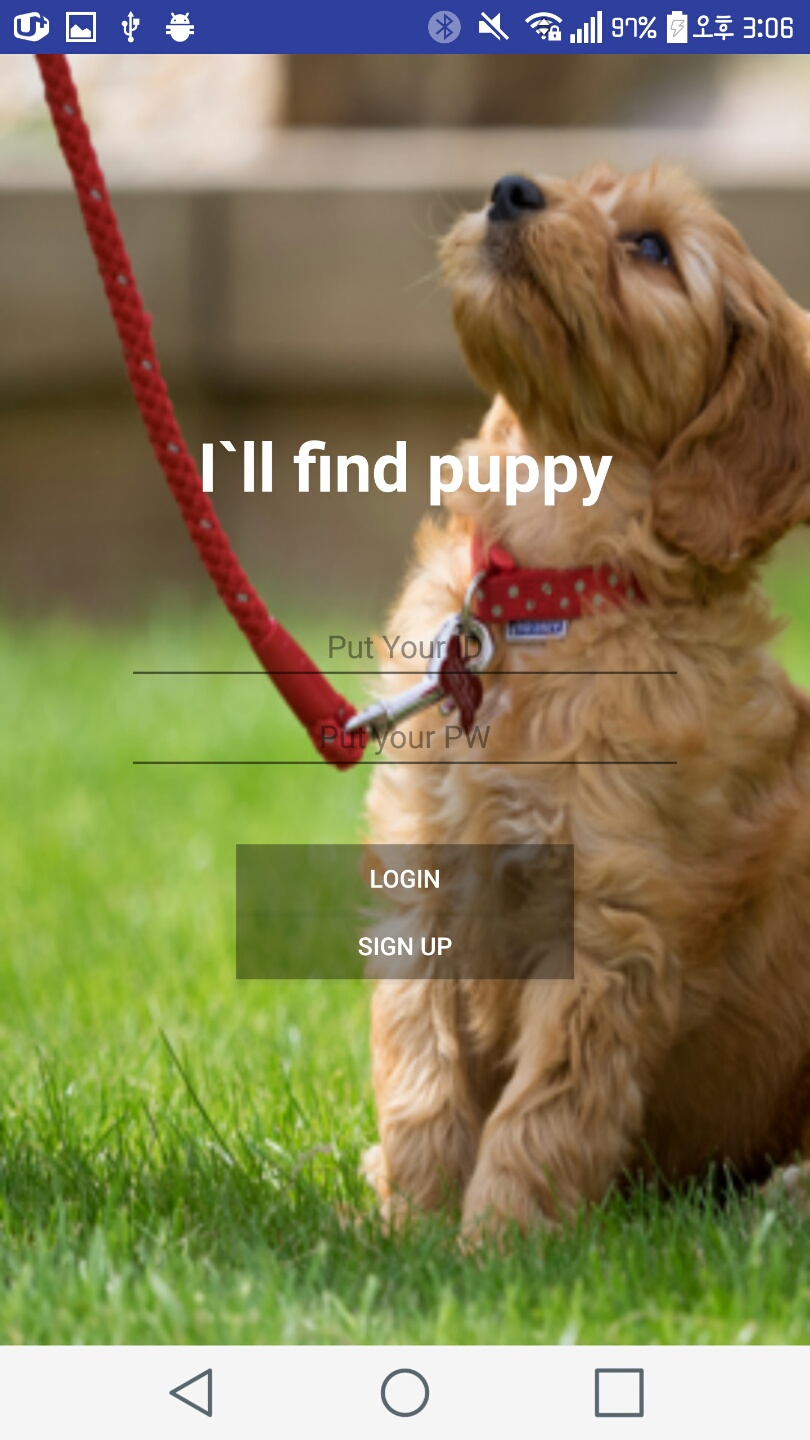 97% 오후 3:06
I`ll find puppy
Put Your ID
Put your PW
LOGIN
SIGN UP